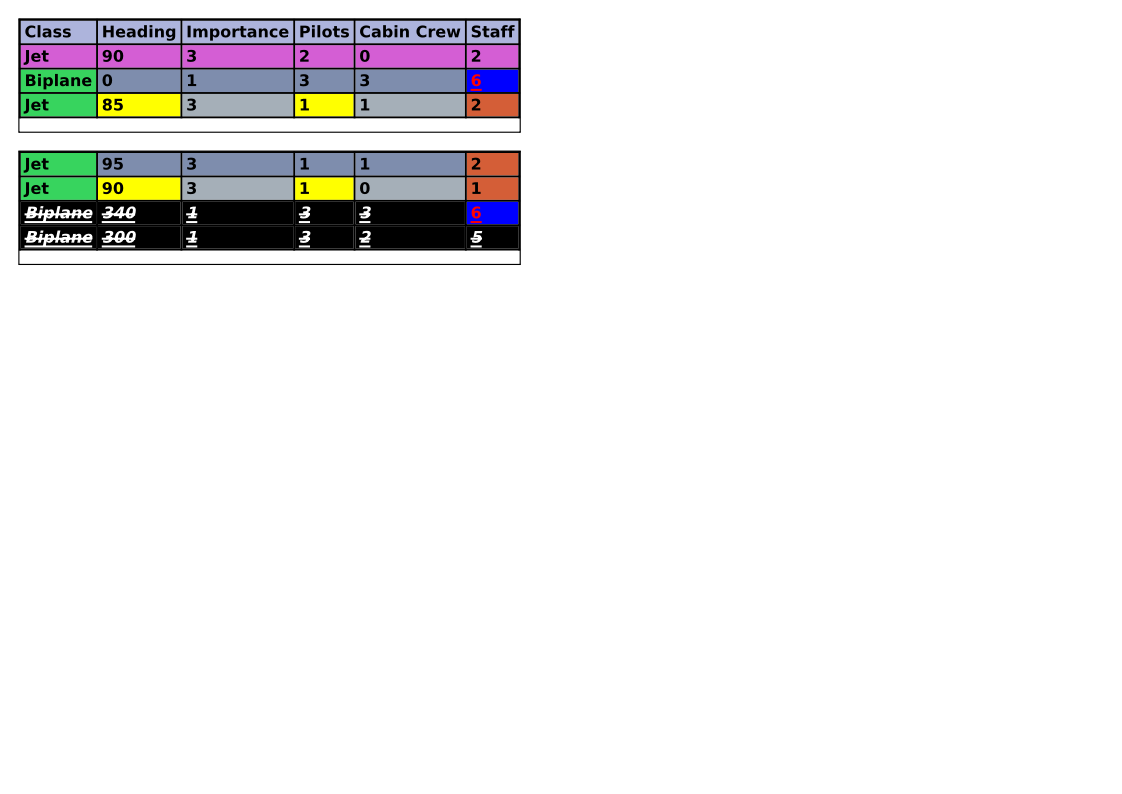 Class Heading Importance Pilots Cabin Crew Staff
Jet 90 3 2 0 2
Biplane 0 1 3 3 6
Jet 85 3 1 1 2
Jet 95 3 1 1 2
Jet 90 3 1 0 1
Biplane 340 1 3 3 6
Biplane 300 1 3 2 5